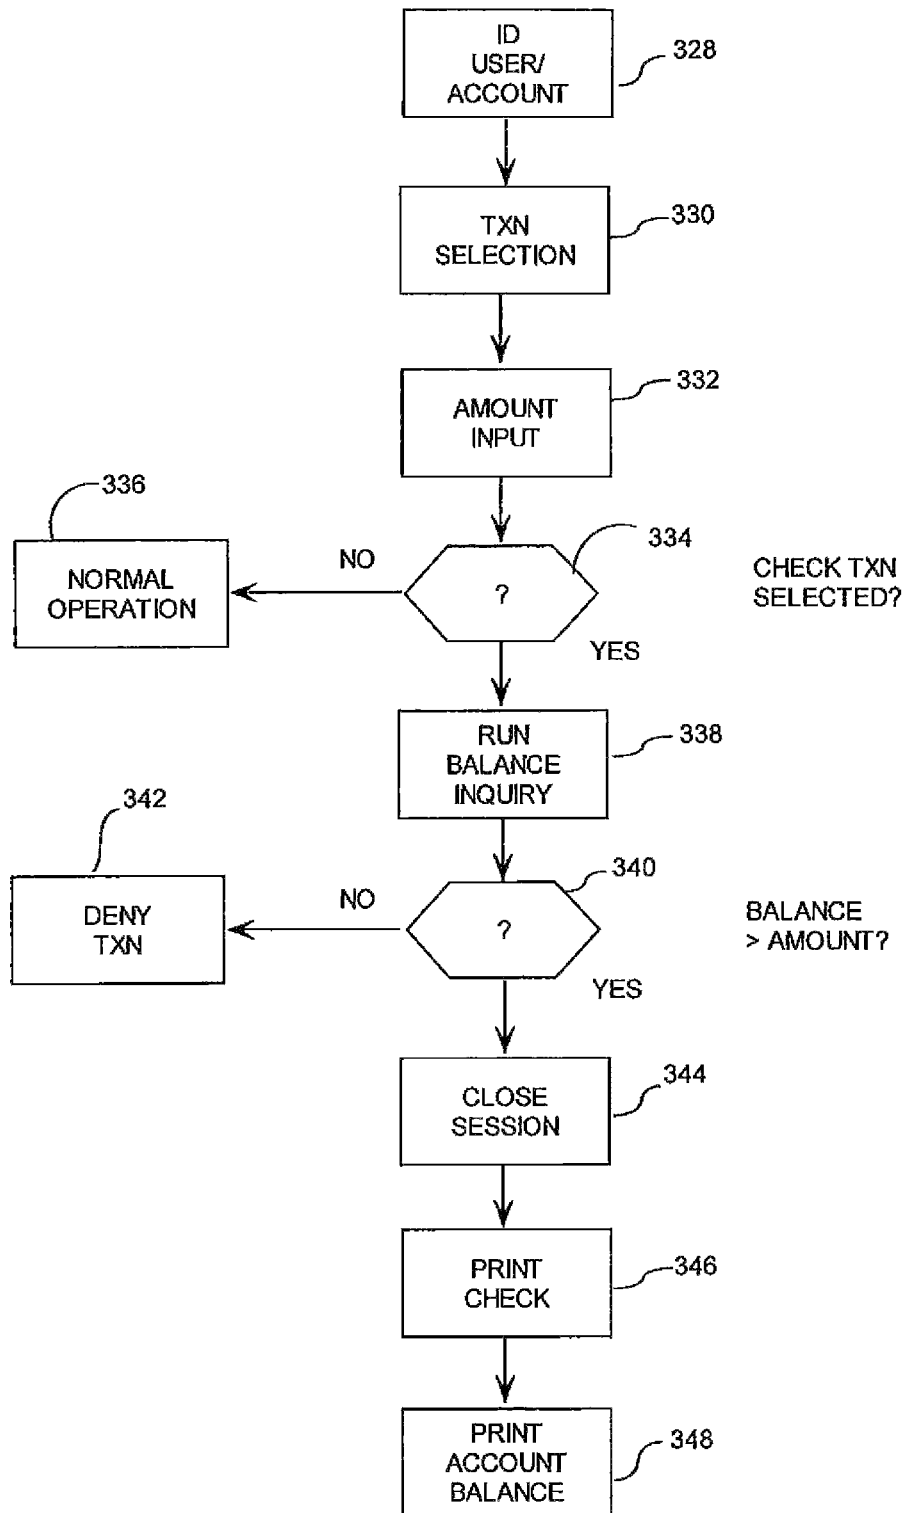 ID
USER/
ACCOUNT
328
TXN
SELECTION
330
AMOUNT
INPUT
332
336
NORMAL
OPERATION
NO
?
334
CHECK TXN
SELECTED?
YES
RUN
BALANCE
INQUIRY
338
342
DENY
TXN
NO
?
340
BALANCE
> AMOUNT?
YES
CLOSE
SESSION
344
PRINT
CHECK
346
PRINT
ACCOUNT
BALANCE
348